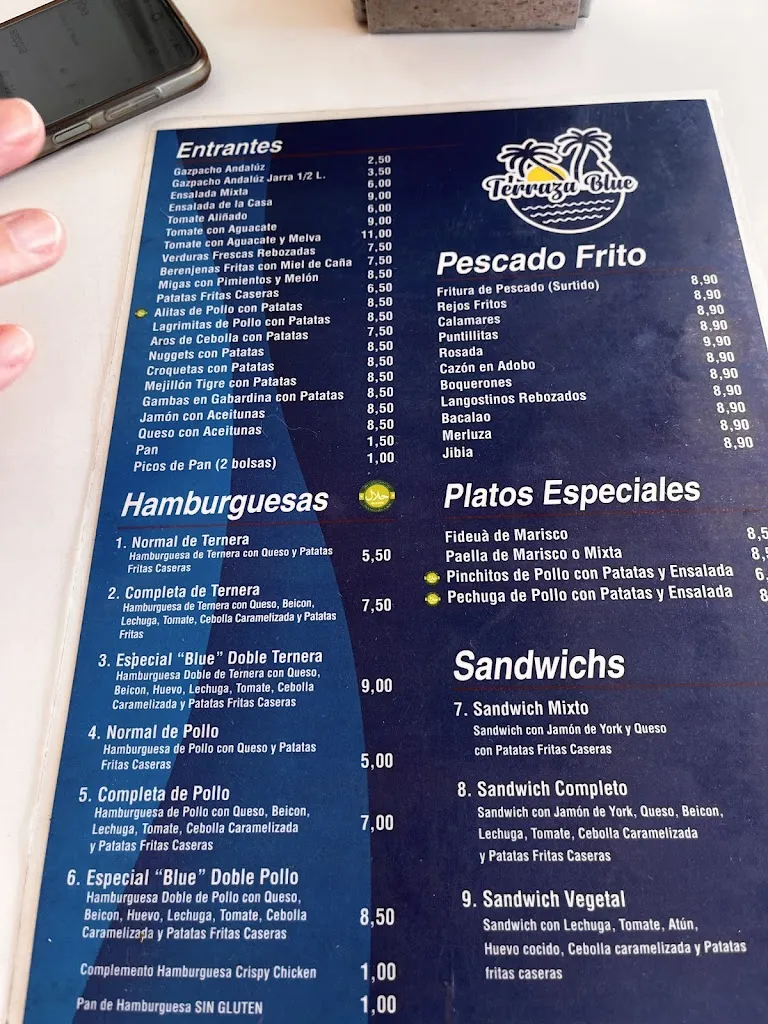 Entrantes
Gazpacho Andalúz 2,50
Gazpacho Andalúz Jarra 1/2 L. 3,50
Ensalada Mixta 6,00
Ensalada de la Casa 9,00
Tomate Aliñado 6,00
Tomate con Aguacate 9,00
Tomate con Aguacate y Melva 11,00
Verduras Frescas Rebozadas 7,50
Berenjenas Fritas con Miel de Caña 7,50
Migas con Pimientos y Melón 8,50
Patatas Fritas Caseras 6,50
Alitas de Pollo con Patatas 8,50
Lagrimitas de Pollo con Patatas 8,50
Aros de Cebolla con Patatas 7,50
Nuggets con Patatas 8,50
Croquetas con Patatas 8,50
Mejillón Tigre con Patatas 8,50
Gambas en Gabardina con Patatas 8,50
Jamón con Aceitunas 8,50
Queso con Aceitunas 8,50
Pan 1,50
Picos de Pan (2 bolsas) 1,00
Hamburguesas
حلال
1. Normal de Ternera
Hamburguesa de Ternera con Queso y Patatas
Fritas Caseras 5,50
2. Completa de Ternera
Hamburguesa de Ternera con Queso, Beicon,
Lechuga, Tomate, Cebolla Caramelizada y Patatas
Fritas 7,50
3. Especial “Blue” Doble Ternera
Hamburguesa Doble de Ternera con Queso,
Beicon, Huevo, Lechuga, Tomate, Cebolla
Caramelizada y Patatas Fritas Caseras 9,00
4. Normal de Pollo
Hamburguesa de Pollo con Queso y Patatas
Fritas Caseras 5,00
5. Completa de Pollo
Hamburguesa de Pollo con Queso, Beicon,
Lechuga, Tomate, Cebolla Caramelizada
y Patatas Fritas Caseras 7,00
6. Especial “Blue” Doble Pollo
Hamburguesa Doble de Pollo con Queso,
Beicon, Huevo, Lechuga, Tomate, Cebolla
Caramelizada y Patatas Fritas Caseras 8,50
Complemento Hamburguesa Crispy Chicken 1,00
Pan de Hamburguesa SIN GLUTEN 1,00
Terraza Blue
Pescado Frito
Fritura de Pescado (Surtido) 8,90
Rejos Fritos 8,90
Calamares 8,90
Puntillitas 8,90
Rosada 9,90
Cazón en Adobo 8,90
Boquerones 8,90
Langostinos Rebozados 8,90
Bacalao 8,90
Merluza 8,90
Jibia 8,90
Platos Especiales
Fideuà de Marisco 8,5
Paella de Marisco o Mixta 8,5
Pinchitos de Pollo con Patatas y Ensalada 6,
Pechuga de Pollo con Patatas y Ensalada 8
Sandwichs
7. Sandwich Mixto
Sandwich con Jamón de York y Queso
con Patatas Fritas Caseras
8. Sandwich Completo
Sandwich con Jamón de York, Queso, Beicon,
Lechuga, Tomate, Cebolla Caramelizada
y Patatas Fritas Caseras
9. Sandwich Vegetal
Sandwich con Lechuga, Tomate, Atún,
Huevo cocido, Cebolla caramelizada y Patatas
fritas caseras